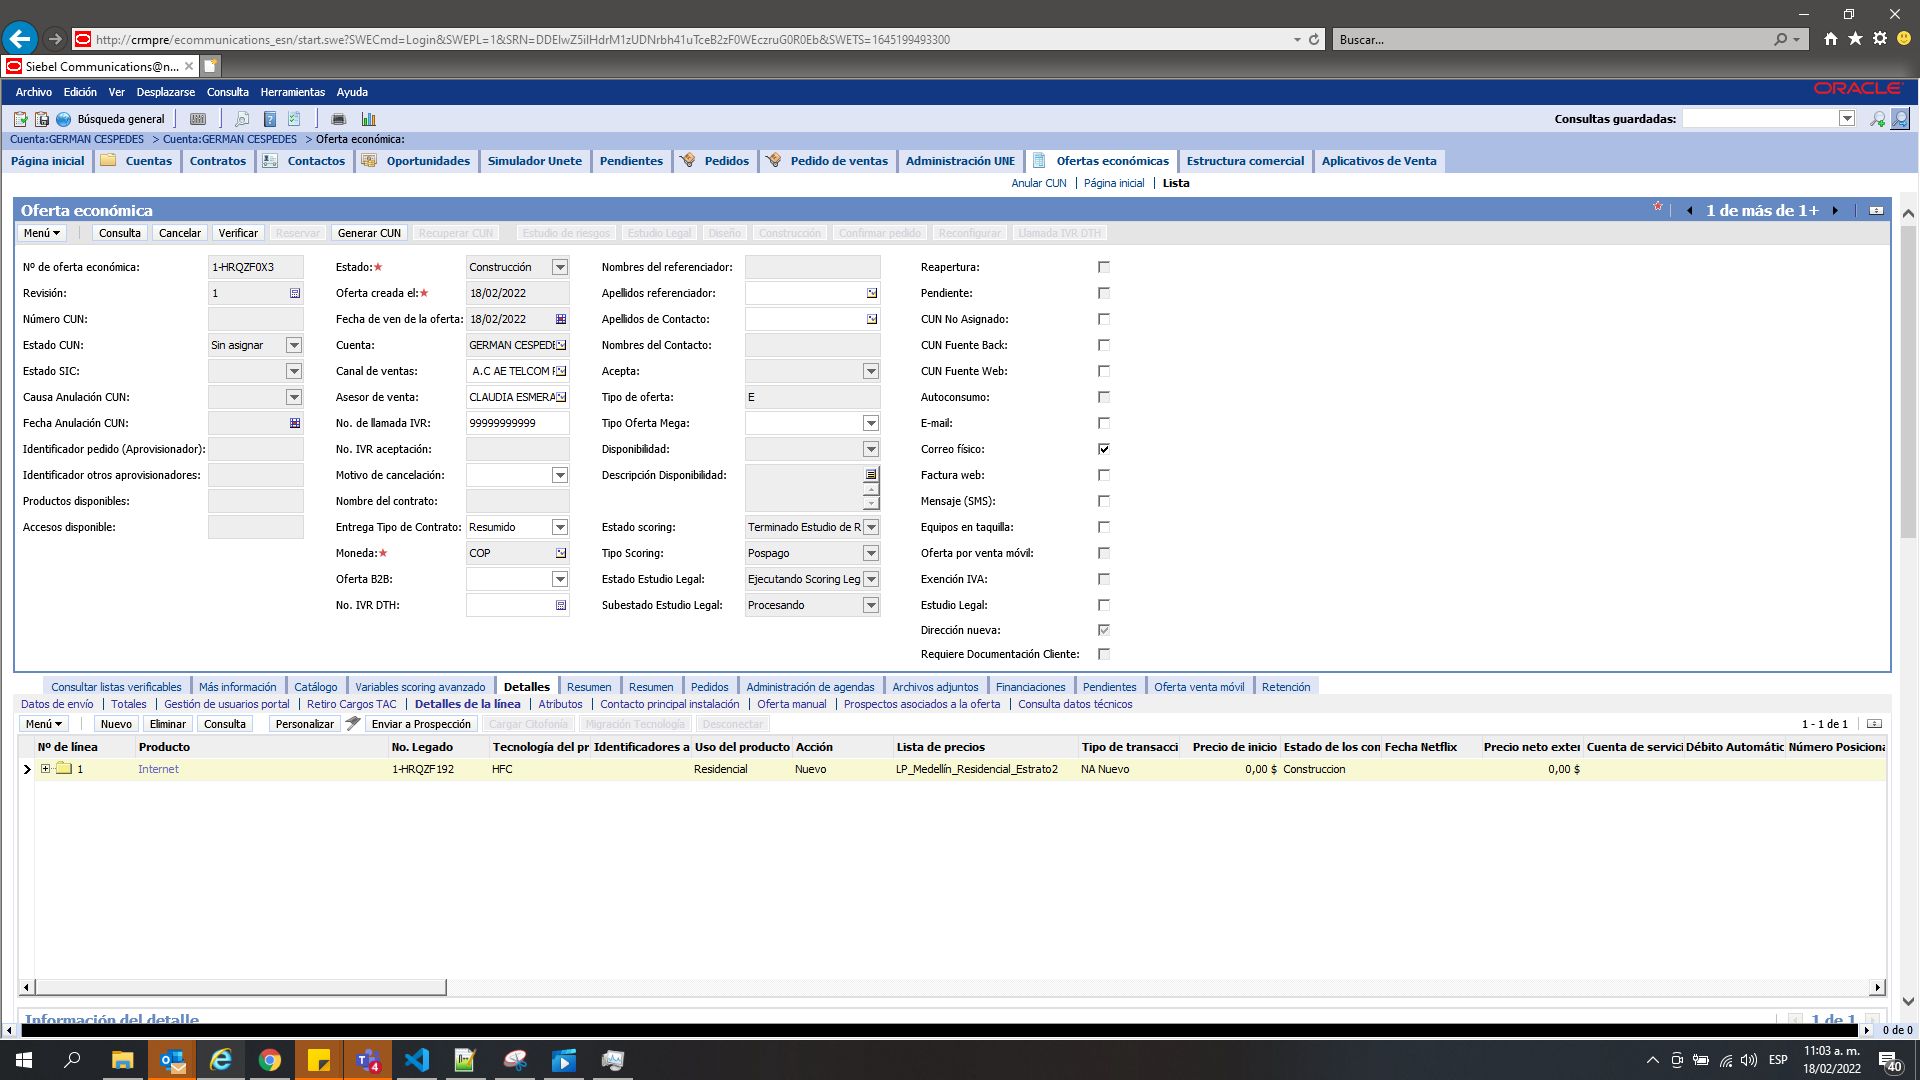 http://crmpre/ecommunications_esn/start.swe?SWECmd=Login&SWEPL=1&SRN=DDEIwZ5iIHdrM1zUDNrbh41uTceB2zF0WEczruG0R0Eb&SWETS=1645199493300
Buscar...
Siebel Communications@n...
Archivo Edición Ver Desplazarse Consulta Herramientas Ayuda
ORACLE
Búsqueda general
Consultas guardadas:
Cuenta:GERMAN CESPEDES > Cuenta:GERMAN CESPEDES > Oferta económica:
Página inicial Cuentas Contratos Contactos Oportunidades Simulador Unete Pendientes Pedidos Pedido de ventas Administración UNE Ofertas económicas Estructura comercial Aplicativos de Venta
Anular CUN | Página inicial | Lista
Oferta económica
1 de más de 1+
Menú Consulta Cancelar Verificar Reservar Generar CUN Recuperar CUN Estudio de riesgos Estudio Legal Diseño Construcción Confirmar pedido Reconfigurar Llamada IVR DTH
Nº de oferta económica: 1-HRQZF0X3 Estado:* Construcción Nombres del referenciador: Reapertura:
Revisión: 1 Oferta creada el:* 18/02/2022 Apellidos referenciador: Pendiente:
Número CUN: Fecha de ven de la oferta: 18/02/2022 Apellidos de Contacto: CUN No Asignado:
Estado CUN: Sin asignar Cuenta: GERMAN CESPEDE Nombres del Contacto: CUN Fuente Back:
Estado SIC: Canal de ventas: A.C AE TELCOM F Acepta: CUN Fuente Web:
Causa Anulación CUN: Asesor de venta: CLAUDIA ESMERA Tipo de oferta: E Autoconsumo:
Fecha Anulación CUN: No. de llamada IVR: 99999999999 Tipo Oferta Mega: E-mail:
Identificador pedido (Aprovisionador): No. IVR aceptación: Disponibilidad: Correo físico:
Identificador otros aprovisionadores: Motivo de cancelación: Descripción Disponibilidad: Factura web:
Productos disponibles: Nombre del contrato: Mensaje (SMS):
Accesos disponible: Entrega Tipo de Contrato: Resumido Estado scoring: Terminado Estudio de R Equipos en taquilla:
Moneda:* COP Tipo Scoring: Pospago Oferta por venta móvil:
Oferta B2B: Estado Estudio Legal: Ejecutando Scoring Leg Exención IVA:
No. IVR DTH: Subestado Estudio Legal: Procesando Estudio Legal:
Dirección nueva:
Requiere Documentación Cliente:
Consultar listas verificables Más información Catálogo Variables scoring avanzado Detalles Resumen Resumen Pedidos Administración de agendas Archivos adjuntos Financiaciones Pendientes Oferta venta móvil Retención
Datos de envío | Totales | Gestión de usuarios portal | Retiro Cargos TAC | Detalles de la línea | Atributos | Contacto principal instalación | Oferta manual | Prospectos asociados a la oferta | Consulta datos técnicos
Menú Nuevo Eliminar Consulta Personalizar Enviar a Prospección Cargar Citofonía Migración Tecnología Desconectar
1 - 1 de 1
Nº de línea Producto No. Legado Tecnología del pr Identificadores a Uso del producto Acción Lista de precios Tipo de transacci Precio de inicio Estado de los con Fecha Netflix Precio neto exter Cuenta de servici Débito Automátic Número Posiciona
1 Internet 1-HRQZF192 HFC Residencial Nuevo LP_Medellín_Residencial_Estrato2 NA Nuevo 0,00 $ Construccion 0,00 $
Información del detalle
1 de 1
0 de 0
4
ESP
11:03 a. m.
18/02/2022
40